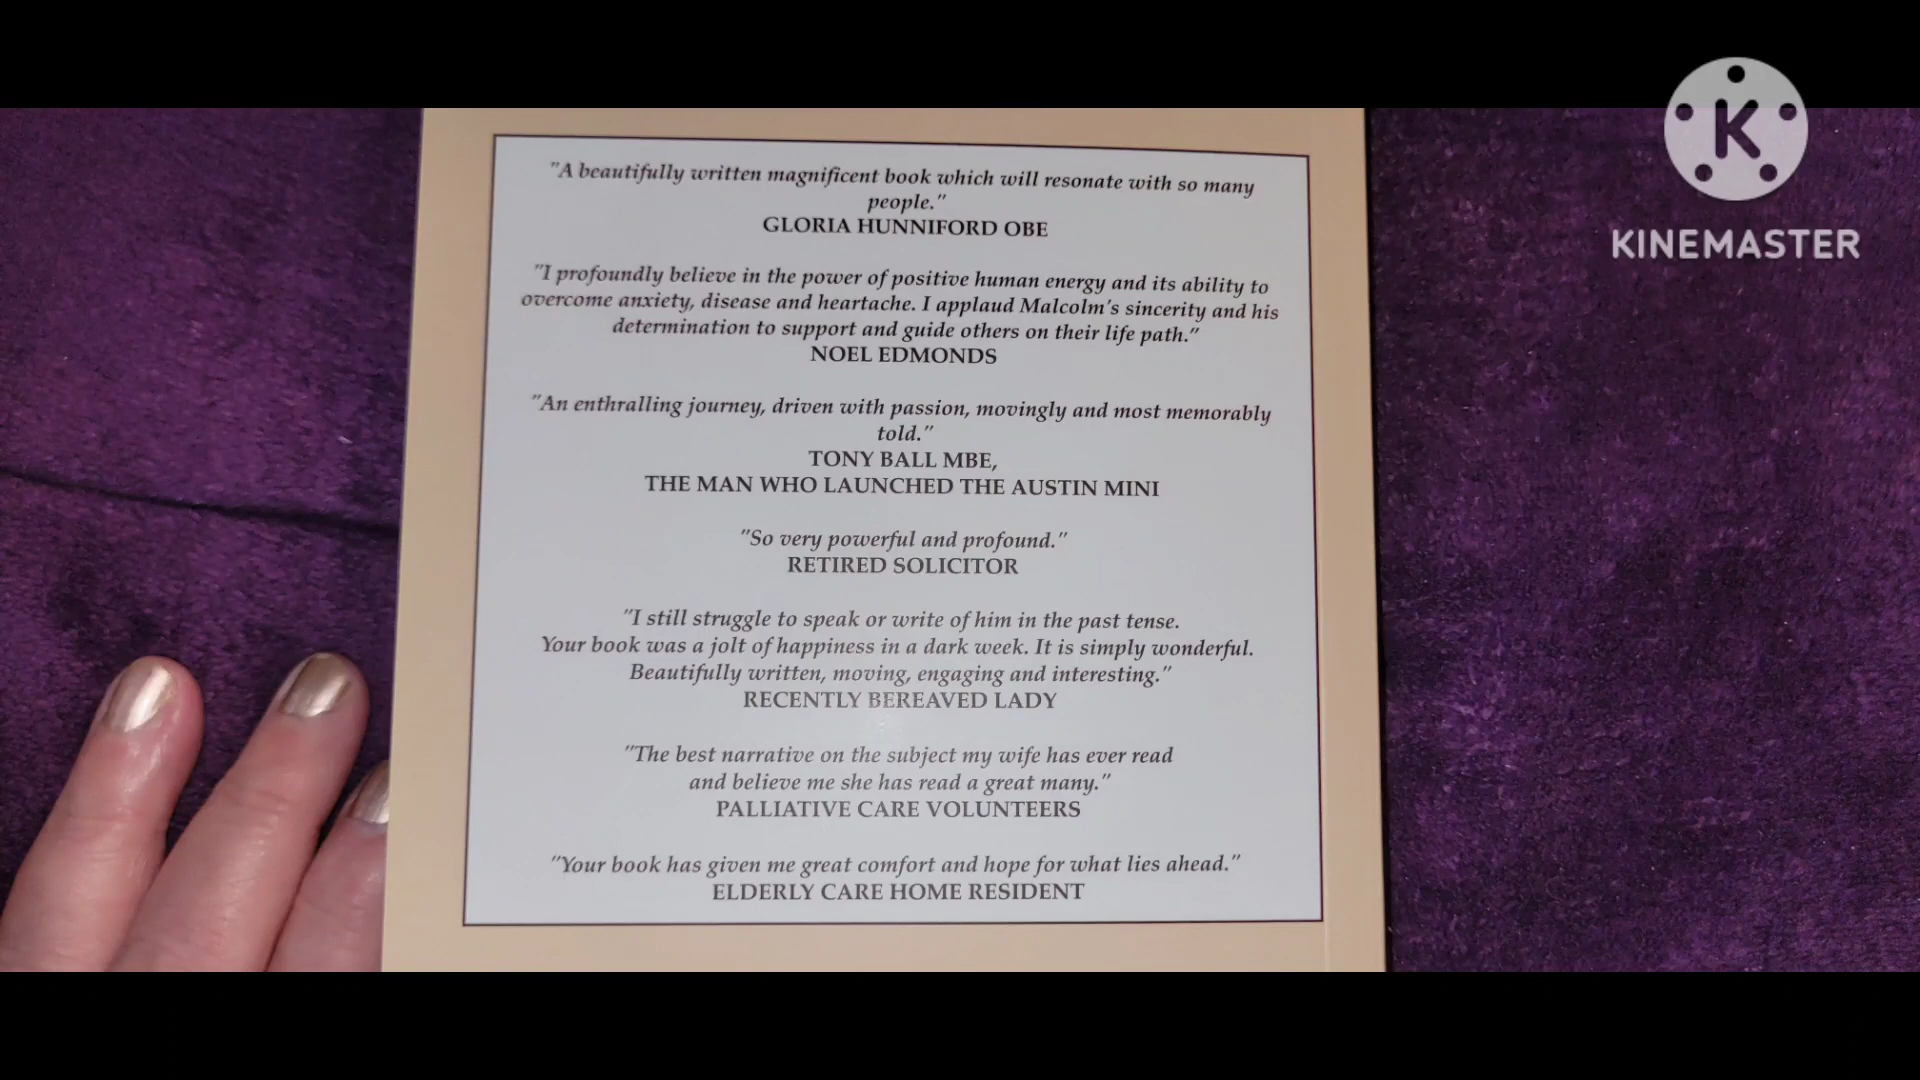 "A beautifully written magnificent book which will resonate with so many
people."
GLORIA HUNNIFORD OBE
"I profoundly believe in the power of positive human energy and its ability to
overcome anxiety, disease and heartache. I applaud Malcolm's sincerity and his
determination to support and guide others on their life path."
NOEL EDMONDS
"An enthralling journey, driven with passion, movingly and most memorably
told."
TONY BALL MBE,
THE MAN WHO LAUNCHED THE AUSTIN MINI
"So very powerful and profound."
RETIRED SOLICITOR
"I still struggle to speak or write of him in the past tense.
Your book was a jolt of happiness in a dark week. It is simply wonderful.
Beautifully written, moving, engaging and interesting."
RECENTLY BEREAVED LADY
"The best narrative on the subject my wife has ever read
and believe me she has read a great many."
PALLIATIVE CARE VOLUNTEERS
"Your book has given me great comfort and hope for what lies ahead."
ELDERLY CARE HOME RESIDENT
K
KINEMASTER